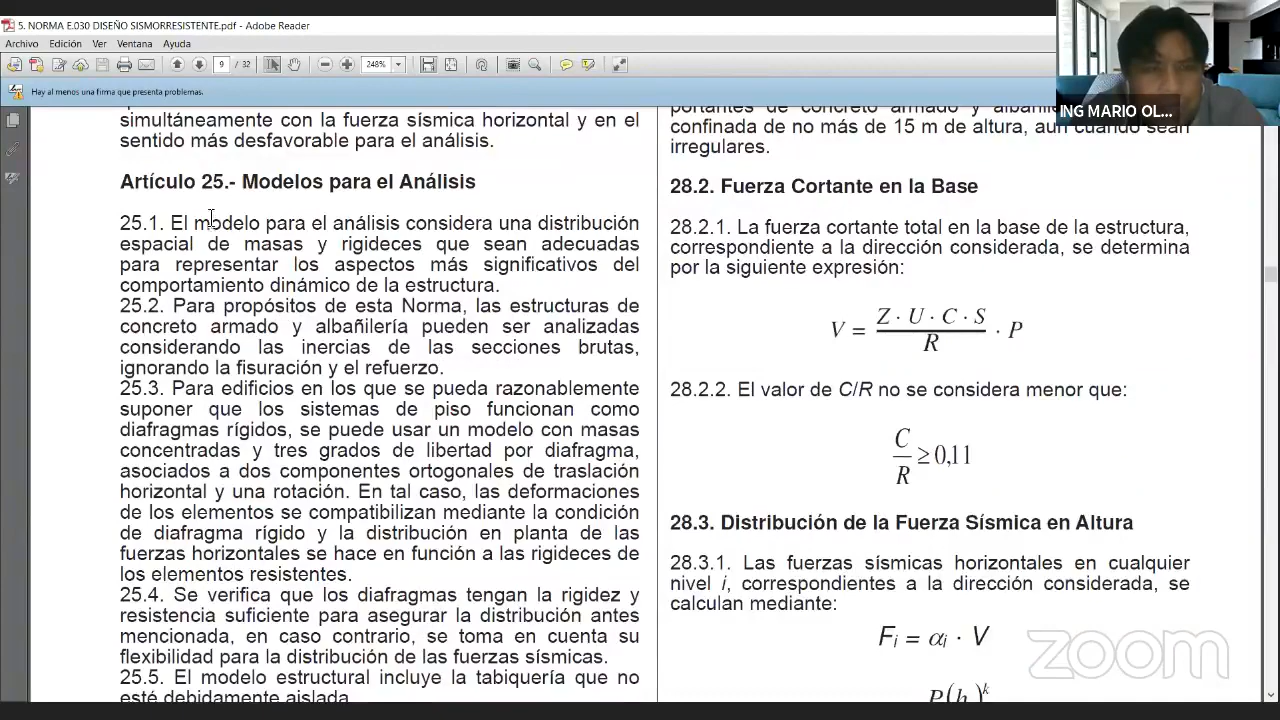 5. NORMA E.030 DISEÑO SISMORRESISTENTE.pdf - Adobe Reader
Archivo Edición Ver Ventana Ayuda
9 / 32 248%
Hay al menos una firma que presenta problemas.
simultáneamente con la fuerza sísmica horizontal y en el
sentido más desfavorable para el análisis.
Artículo 25.- Modelos para el Análisis
25.1. El modelo para el análisis considera una distribución
espacial de masas y rigideces que sean adecuadas
para representar los aspectos más significativos del
comportamiento dinámico de la estructura.
25.2. Para propósitos de esta Norma, las estructuras de
concreto armado y albañilería pueden ser analizadas
considerando las inercias de las secciones brutas,
ignorando la fisuración y el refuerzo.
25.3. Para edificios en los que se pueda razonablemente
suponer que los sistemas de piso funcionan como
diafragmas rígidos, se puede usar un modelo con masas
concentradas y tres grados de libertad por diafragma,
asociados a dos componentes ortogonales de traslación
horizontal y una rotación. En tal caso, las deformaciones
de los elementos se compatibilizan mediante la condición
de diafragma rígido y la distribución en planta de las
fuerzas horizontales se hace en función a las rigideces de
los elementos resistentes.
25.4. Se verifica que los diafragmas tengan la rigidez y
resistencia suficiente para asegurar la distribución antes
mencionada, en caso contrario, se toma en cuenta su
flexibilidad para la distribución de las fuerzas sísmicas.
25.5. El modelo estructural incluye la tabiquería que no
esté debidamente aislada.
portantes de concreto armado y
confinada de no más de 15 m de altura, aun cuando sean
irregulares.
28.2. Fuerza Cortante en la Base
28.2.1. La fuerza cortante total en la base de la estructura,
correspondiente a la dirección considerada, se determina
por la siguiente expresión:
V = Z · U · C · S / R · P
28.2.2. El valor de C/R no se considera menor que:
C / R ≥ 0,11
28.3. Distribución de la Fuerza Sísmica en Altura
28.3.1. Las fuerzas sísmicas horizontales en cualquier
nivel i, correspondientes a la dirección considerada, se
calculan mediante:
Fi = αi · V
P(h )k
ING MARIO OL...
zoom